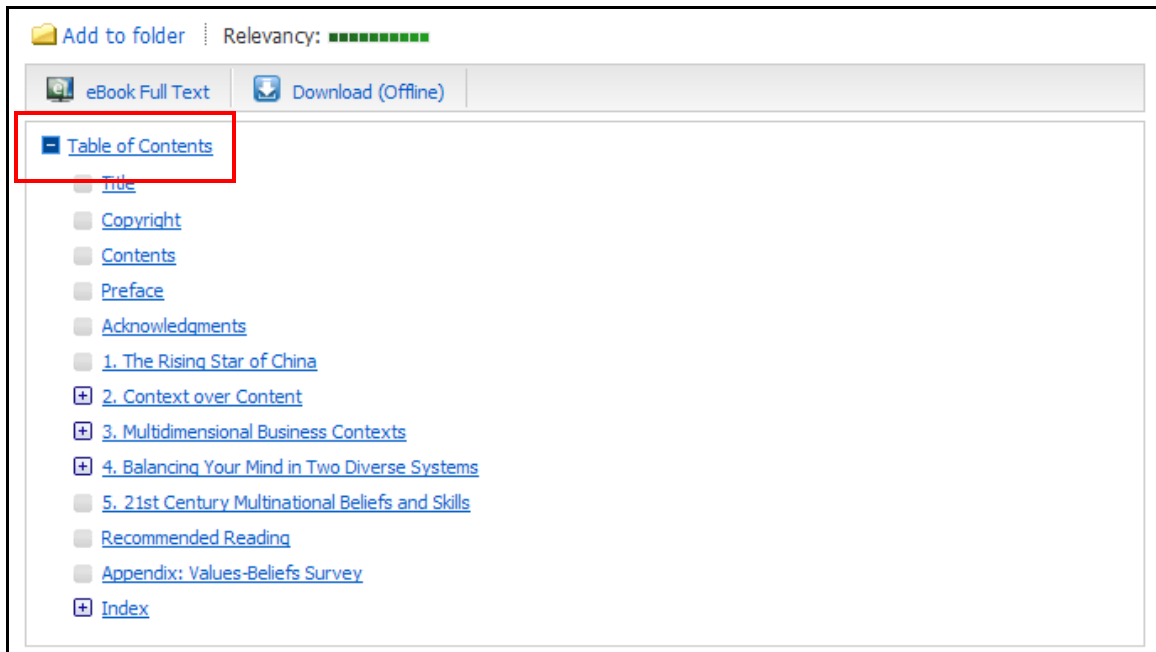 Add to folder Relevancy:
eBook Full Text Download (Offline)
Table of Contents
Title
Copyright
Contents
Preface
Acknowledgments
1. The Rising Star of China
2. Context over Content
3. Multidimensional Business Contexts
4. Balancing Your Mind in Two Diverse Systems
5. 21st Century Multinational Beliefs and Skills
Recommended Reading
Appendix: Values-Beliefs Survey
Index